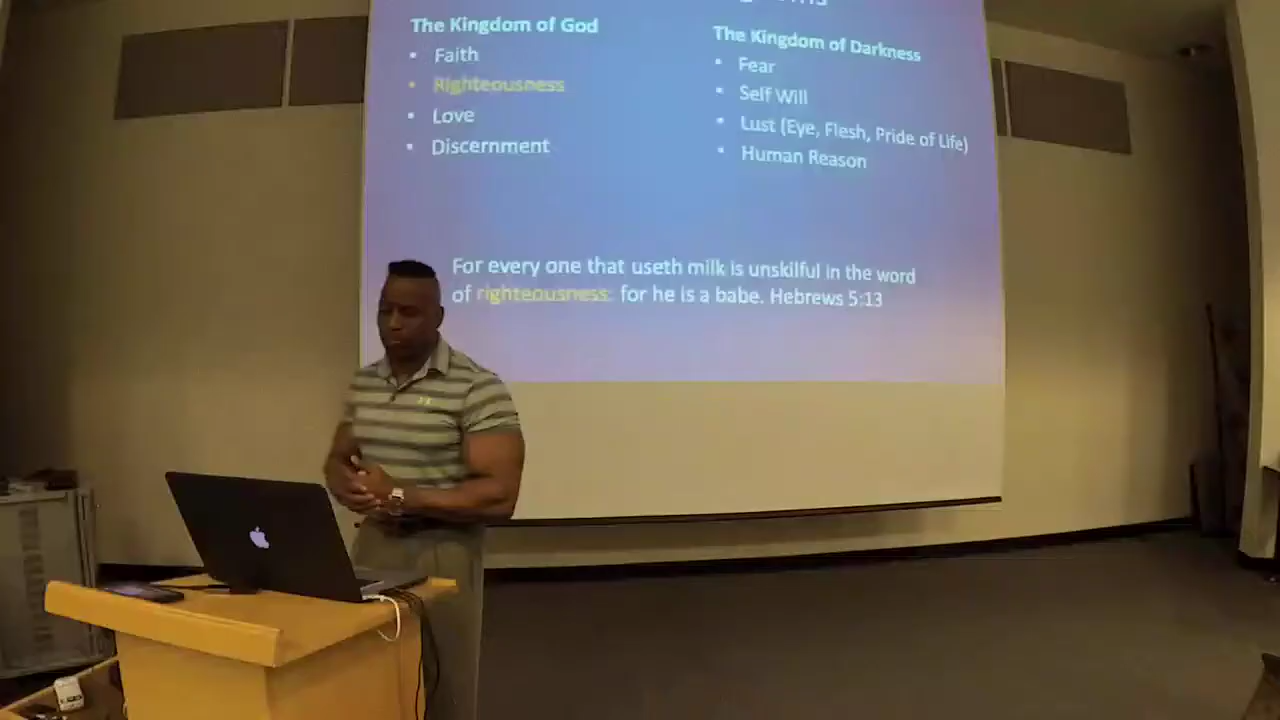 The Kingdom of God
• Faith
• Righteousness
• Love
• Discernment
The Kingdom of Darkness
• Fear
• Self Will
• Lust (Eye, Flesh, Pride of Life)
• Human Reason
For every one that useth milk is unskilful in the word
of righteousness: for he is a babe. Hebrews 5:13